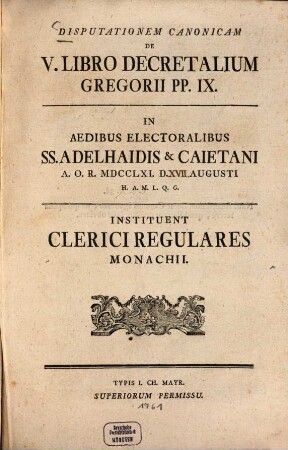 DISPUTATIONEM CANONICAM
DE
V. LIBRO DECRETALIUM
GREGORII PP. IX.
IN
AEDIBUS ELECTORALIBUS
SS. ADELHAIDIS & CAIETANI
A. O. R. MDCCLXI. D. XVII. AUGUSTI
H. A. M. L. Q. C.
INSTITUENT
CLERICI REGULARES
MONACHII.
TYPIS I. CH. MAYR.
SUPERIORUM PERMISSU.
1761
MÜNCHEN